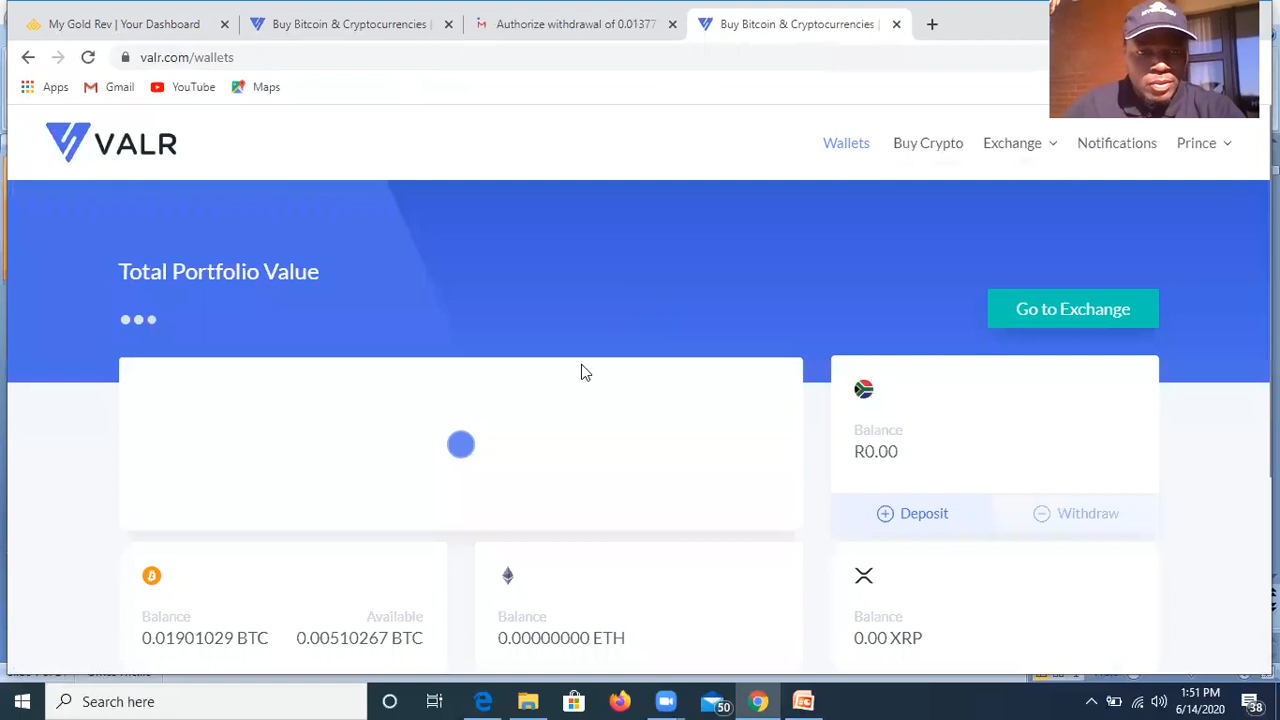 My Gold Rev | Your Dashboard
Buy Bitcoin & Cryptocurrencies |
Authorize withdrawal of 0.01377
Buy Bitcoin & Cryptocurrencies |
valr.com/wallets
Apps Gmail YouTube Maps
VALR
Wallets Buy Crypto Exchange Notifications Prince
Total Portfolio Value
Go to Exchange
Balance
R0.00
Deposit Withdraw
Balance Available
0.01901029 BTC 0.00510267 BTC
Balance
0.00000000 ETH
Balance
0.00 XRP
Search here
50
1:51 PM
6/14/2020
38